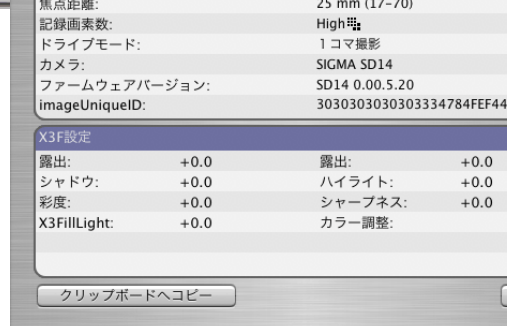 焦点距離: 25 mm (17-70)
記録画素数: High
ドライブモード: 1コマ撮影
カメラ: SIGMA SD14
ファームウェアバージョン: SD14 0.00.5.20
imageUniqueID: 3030303030303334784FEF44
X3F設定
露出: +0.0 露出: +0.0
シャドウ: +0.0 ハイライト: +0.0
彩度: +0.0 シャープネス: +0.0
X3FillLight: +0.0 カラー調整:
クリップボードへコピー